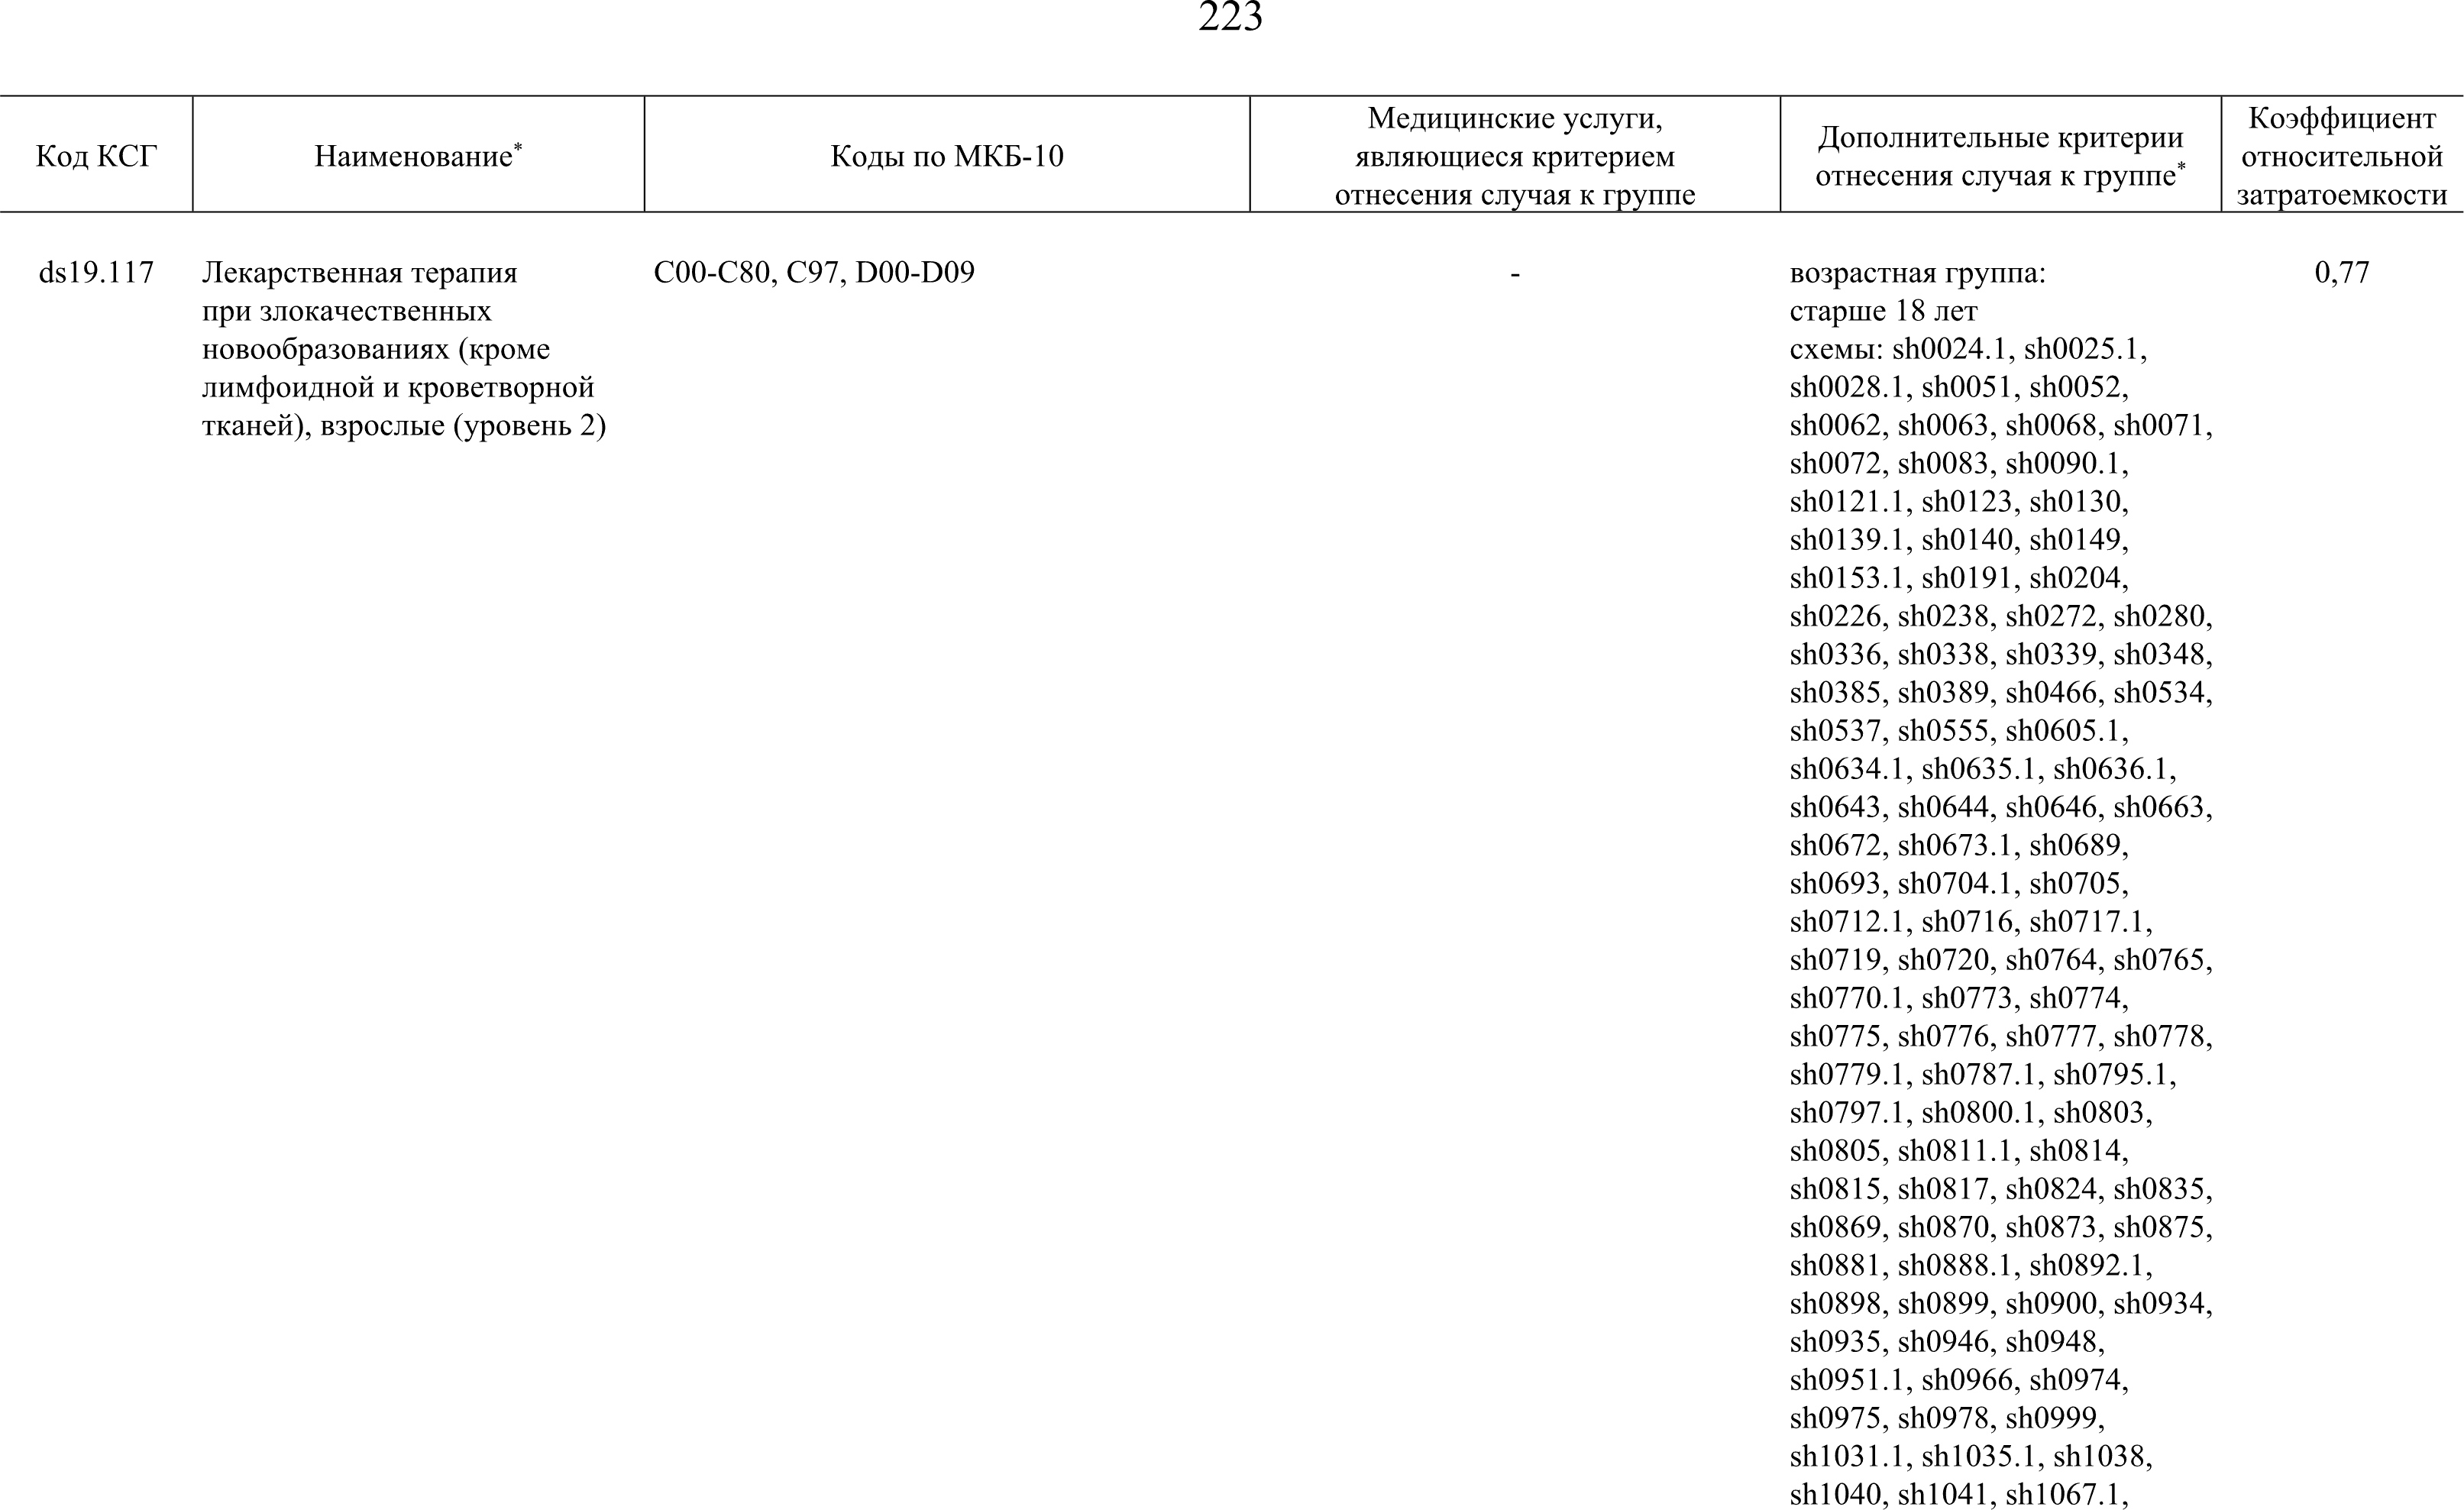 223
Код КСГ
Наименование*
Коды по МКБ-10
Медицинские услуги,
являющиеся критерием
отнесения случая к группе
Дополнительные критерии
отнесения случая к группе*
Коэффициент
относительной
затратоемкости
ds19.117
Лекарственная терапия
при злокачественных
новообразованиях (кроме
лимфоидной и кроветворной
тканей), взрослые (уровень 2)
C00-C80, C97, D00-D09
-
возрастная группа:
старше 18 лет
схемы: sh0024.1, sh0025.1,
sh0028.1, sh0051, sh0052,
sh0062, sh0063, sh0068, sh0071,
sh0072, sh0083, sh0090.1,
sh0121.1, sh0123, sh0130,
sh0139.1, sh0140, sh0149,
sh0153.1, sh0191, sh0204,
sh0226, sh0238, sh0272, sh0280,
sh0336, sh0338, sh0339, sh0348,
sh0385, sh0389, sh0466, sh0534,
sh0537, sh0555, sh0605.1,
sh0634.1, sh0635.1, sh0636.1,
sh0643, sh0644, sh0646, sh0663,
sh0672, sh0673.1, sh0689,
sh0693, sh0704.1, sh0705,
sh0712.1, sh0716, sh0717.1,
sh0719, sh0720, sh0764, sh0765,
sh0770.1, sh0773, sh0774,
sh0775, sh0776, sh0777, sh0778,
sh0779.1, sh0787.1, sh0795.1,
sh0797.1, sh0800.1, sh0803,
sh0805, sh0811.1, sh0814,
sh0815, sh0817, sh0824, sh0835,
sh0869, sh0870, sh0873, sh0875,
sh0881, sh0888.1, sh0892.1,
sh0898, sh0899, sh0900, sh0934,
sh0935, sh0946, sh0948,
sh0951.1, sh0966, sh0974,
sh0975, sh0978, sh0999,
sh1031.1, sh1035.1, sh1038,
sh1040, sh1041, sh1067.1,
0,77